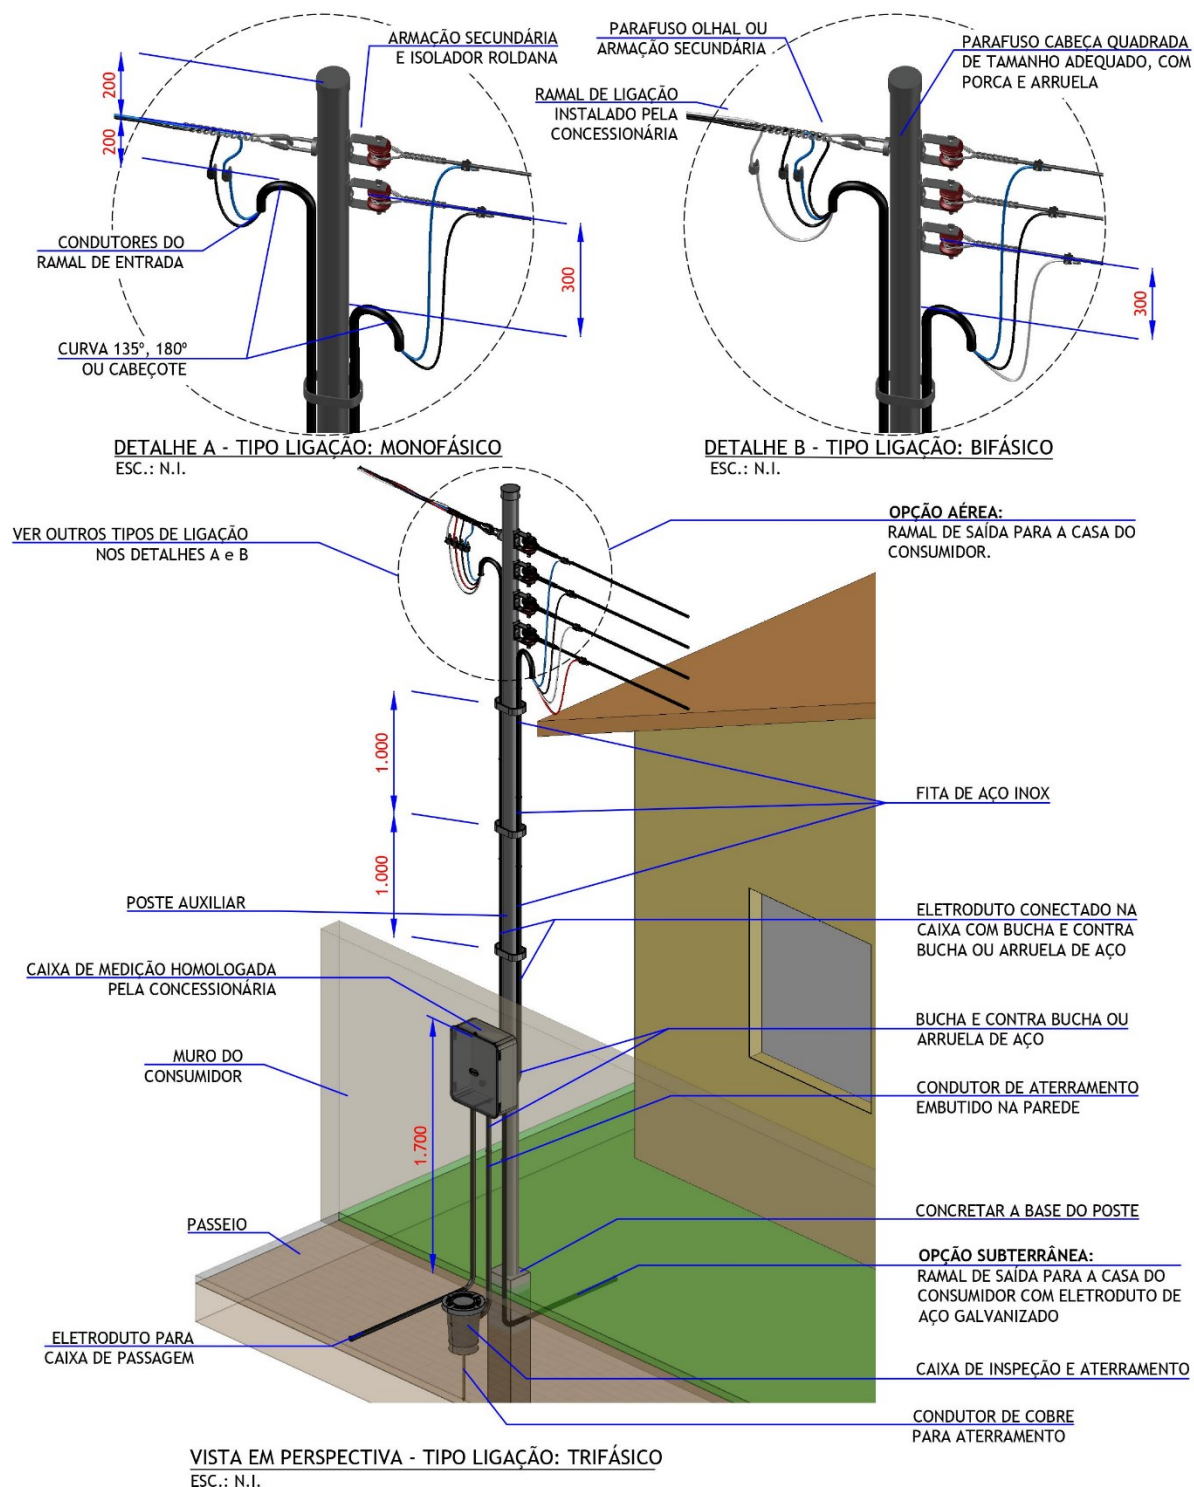 ARMAÇÃO SECUNDÁRIA
E ISOLADOR ROLDANA
200
200
CONDUTORES DO
RAMAL DE ENTRADA
300
CURVA 135º, 180º
OU CABEÇOTE
DETALHE A - TIPO LIGAÇÃO: MONOFÁSICO
ESC.: N.I.
PARAFUSO OLHAL OU
ARMAÇÃO SECUNDÁRIA
PARAFUSO CABEÇA QUADRADA
DE TAMANHO ADEQUADO, COM
PORCA E ARRUELA
RAMAL DE LIGAÇÃO
INSTALADO PELA
CONCESSIONÁRIA
300
DETALHE B - TIPO LIGAÇÃO: BIFÁSICO
ESC.: N.I.
VER OUTROS TIPOS DE LIGAÇÃO
NOS DETALHES A e B
OPÇÃO AÉREA:
RAMAL DE SAÍDA PARA A CASA DO
CONSUMIDOR.
1.000
1.000
FITA DE AÇO INOX
POSTE AUXILIAR
ELETRODUTO CONECTADO NA
CAIXA COM BUCHA E CONTRA
BUCHA OU ARRUELA DE AÇO
CAIXA DE MEDIÇÃO HOMOLOGADA
PELA CONCESSIONÁRIA
BUCHA E CONTRA BUCHA OU
ARRUELA DE AÇO
MURO DO
CONSUMIDOR
CONDUTOR DE ATERRAMENTO
EMBUTIDO NA PAREDE
1.700
PASSEIO
CONCRETAR A BASE DO POSTE
OPÇÃO SUBTERRÂNEA:
RAMAL DE SAÍDA PARA A CASA DO
CONSUMIDOR COM ELETRODUTO DE
AÇO GALVANIZADO
ELETRODUTO PARA
CAIXA DE PASSAGEM
CAIXA DE INSPEÇÃO E ATERRAMENTO
CONDUTOR DE COBRE
PARA ATERRAMENTO
VISTA EM PERSPECTIVA - TIPO LIGAÇÃO: TRIFÁSICO
ESC.: N.I.